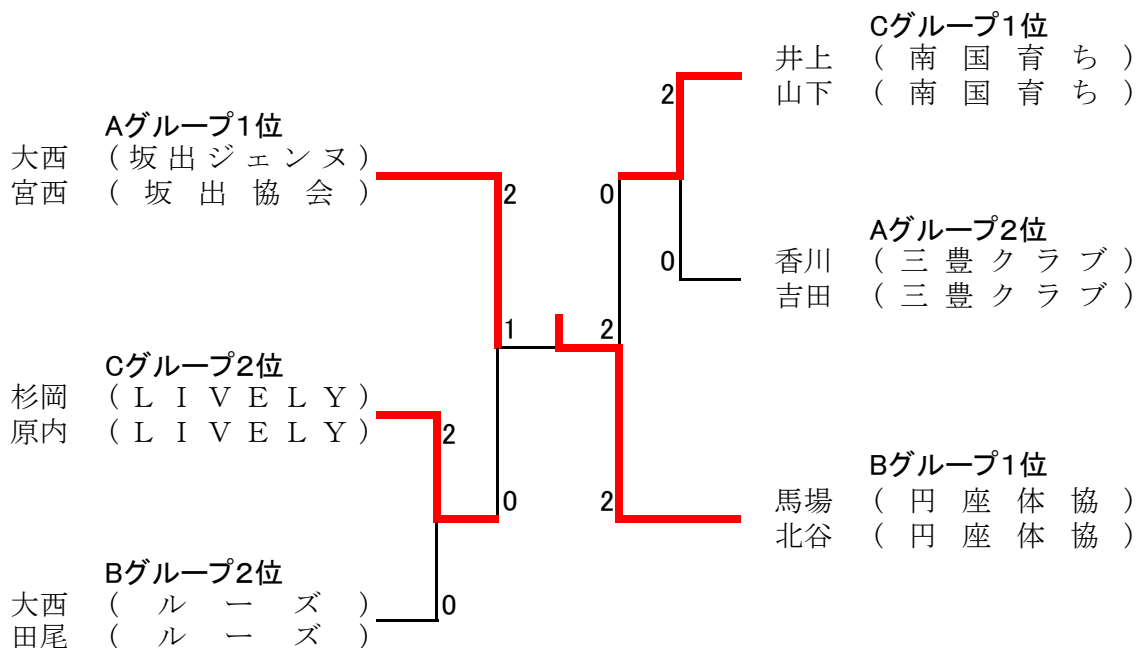 Aグループ1位
大西 (坂出ジェンヌ)
宮西 (坂出協会)
2
1
Cグループ2位
杉岡 (LIVELY)
原内 (LIVELY)
2
0
Bグループ2位
大西 (ルーズ)
田尾 (ルーズ)
0
Cグループ1位
井上 (南国育ち)
山下 (南国育ち)
2
0
Aグループ2位
香川 (三豊クラブ)
吉田 (三豊クラブ)
0
2
Bグループ1位
馬場 (円座体協)
北谷 (円座体協)
2